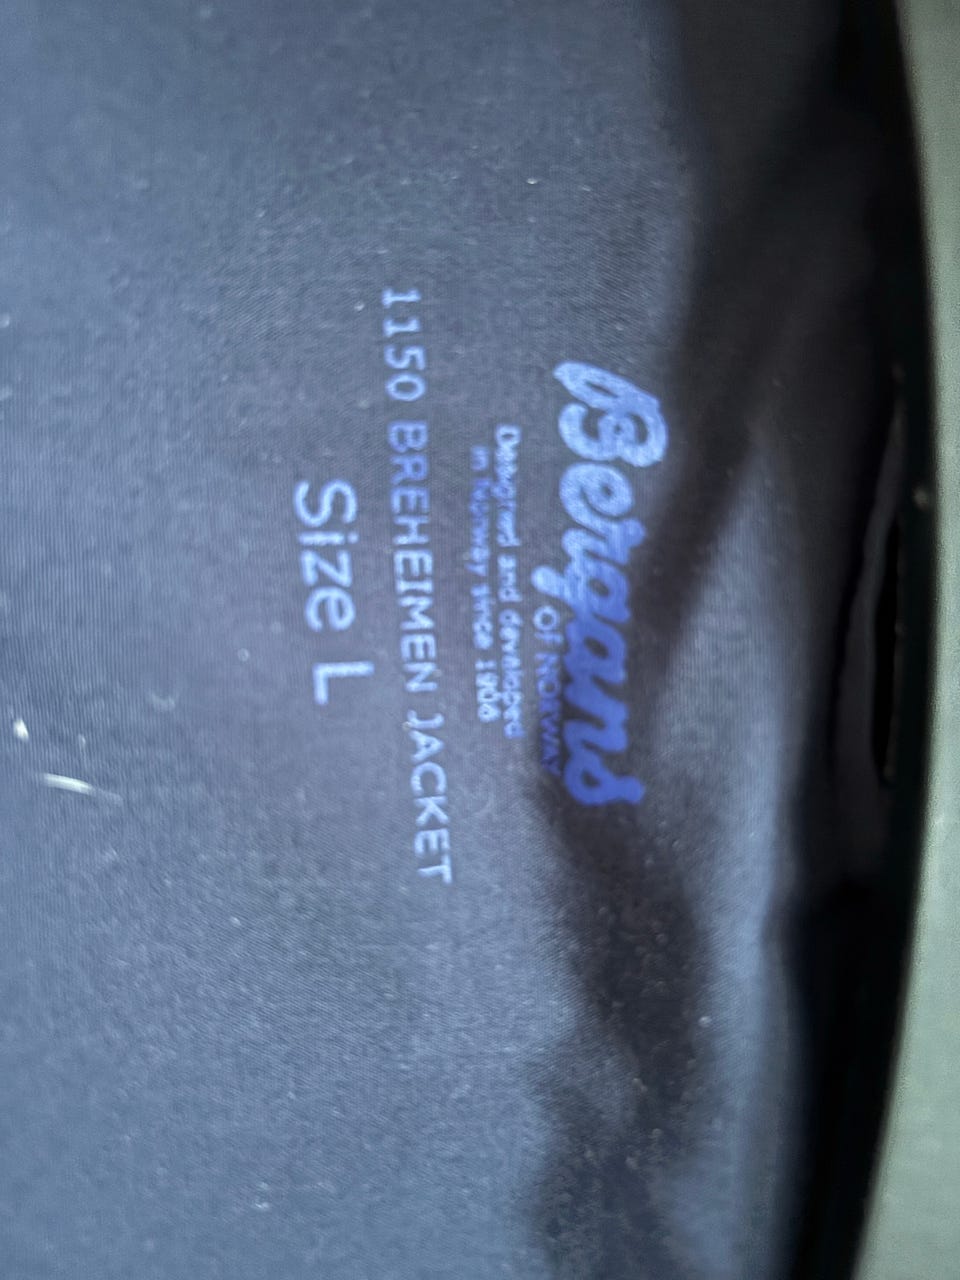 Bergans
OF NORWAY
Designed and developed
in Norway since 1908
1150 BREHEIMEN JACKET
Size L